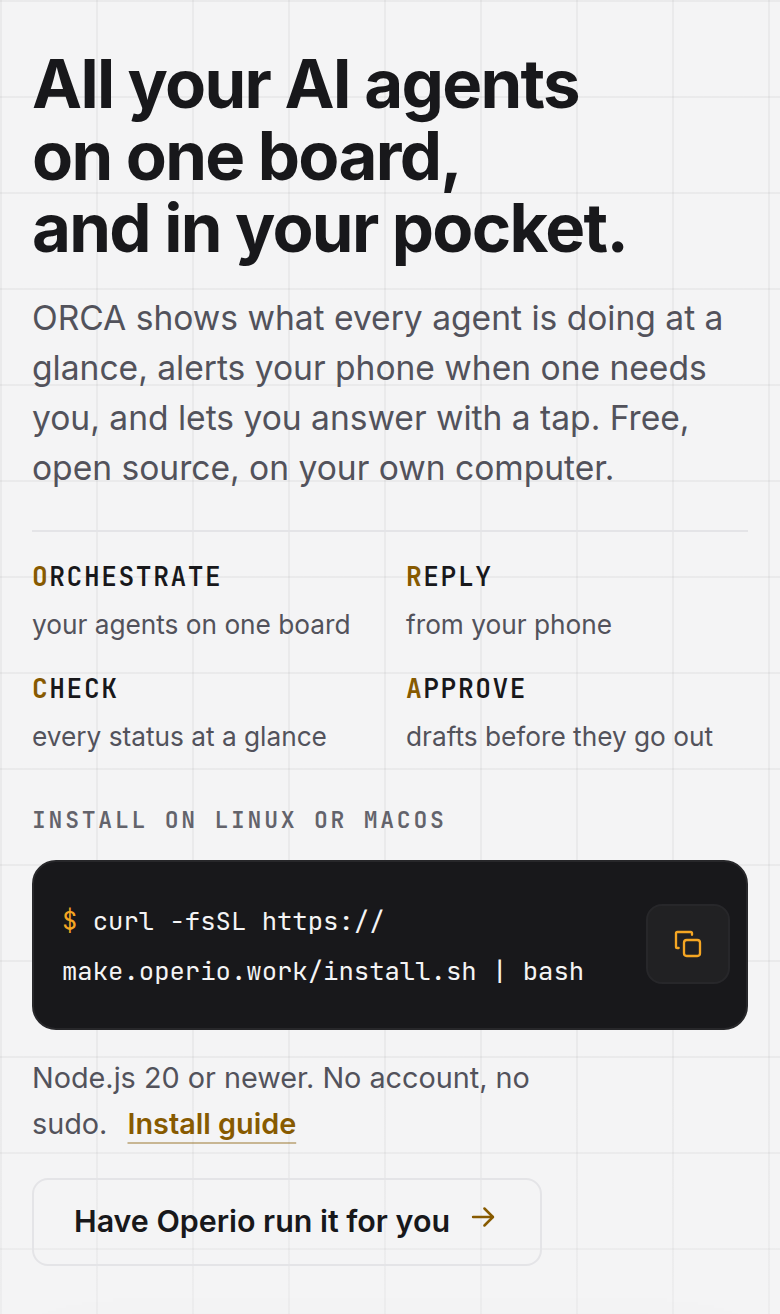 All your AI agents
on one board,
and in your pocket.
ORCA shows what every agent is doing at a
glance, alerts your phone when one needs
you, and lets you answer with a tap. Free,
open source, on your own computer.
ORCHESTRATE
your agents on one board
REPLY
from your phone
CHECK
every status at a glance
APPROVE
drafts before they go out
INSTALL ON LINUX OR MACOS
$ curl -fsSL https://
make.operio.work/install.sh | bash
Node.js 20 or newer. No account, no
sudo. Install guide
Have Operio run it for you →